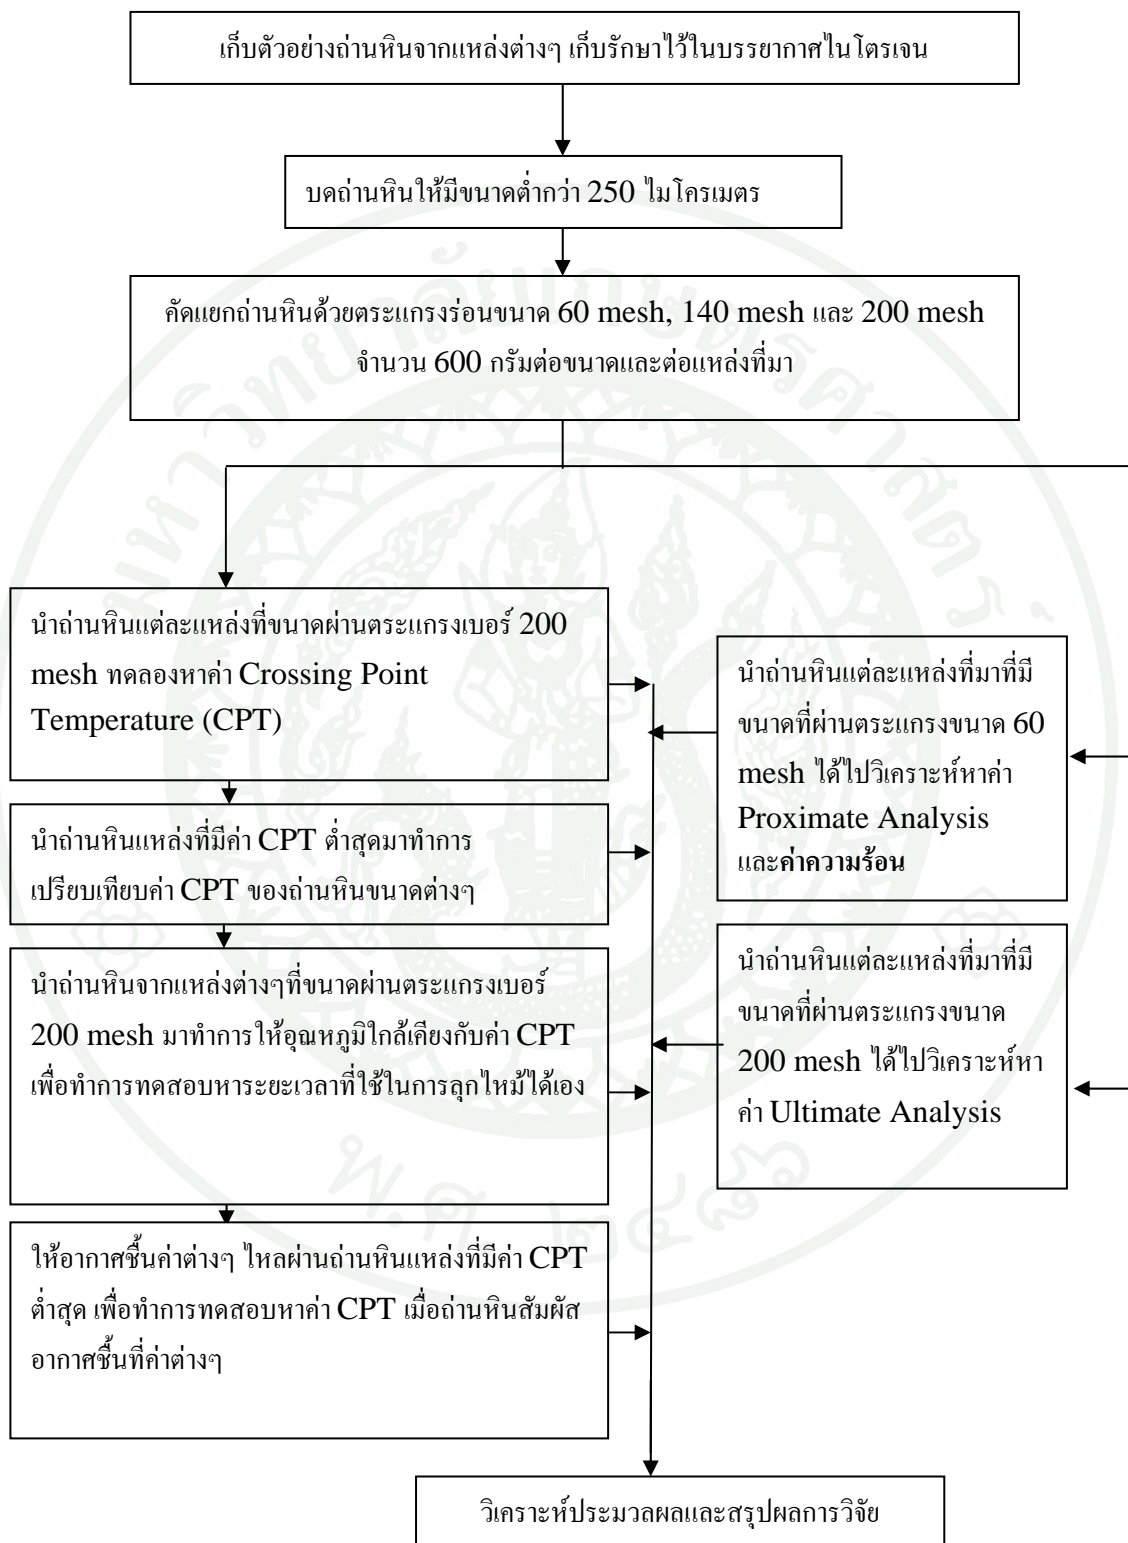 เก็บตัวอย่างถ่านหินจากแหล่งต่างๆ เก็บรักษาไว้ในบรรยากาศไนโตรเจน
บดถ่านหินให้มีขนาดต่ำกว่า 250 ไมโครเมตร
คัดแยกถ่านหินด้วยตระแกรงร่อนขนาด 60 mesh, 140 mesh และ 200 mesh
จำนวน 600 กรัมต่อขนาดและต่อแหล่งที่มา
นำถ่านหินแต่ละแหล่งที่ขนาดผ่านตระแกรงเบอร์ 200
mesh ทดลองหาค่า Crossing Point
Temperature (CPT)
นำถ่านหินแหล่งที่มีค่า CPT ต่ำสุดมาทำการ
เปรียบเทียบค่า CPT ของถ่านหินขนาดต่างๆ
นำถ่านหินจากแหล่งต่างๆที่ขนาดผ่านตระแกรงเบอร์
200 mesh มาทำการให้อุณหภูมิใกล้เคียงกับค่า CPT
เพื่อทำการทดสอบหาระยะเวลาที่ใช้ในการลุกไหม้ได้เอง
ให้อากาศชื้นค่าต่างๆ ไหลผ่านถ่านหินแหล่งที่มีค่า CPT
ต่ำสุด เพื่อทำการทดสอบหาค่า CPT เมื่อถ่านหินสัมผัส
อากาศชื้นที่ค่าต่างๆ
นำถ่านหินแต่ละแหล่งที่มาที่มี
ขนาดที่ผ่านตระแกรงขนาด 60
mesh ได้ไปวิเคราะห์หาค่า
Proximate Analysis
และค่าความร้อน
นำถ่านหินแต่ละแหล่งที่มาที่มี
ขนาดที่ผ่านตระแกรงขนาด
200 mesh ได้ไปวิเคราะห์หา
ค่า Ultimate Analysis
วิเคราะห์ประมวลผลและสรุปผลการวิจัย
มหาวิทยาลัยเกษตรศาสตร์
พ.ศ ๒๔๘๖